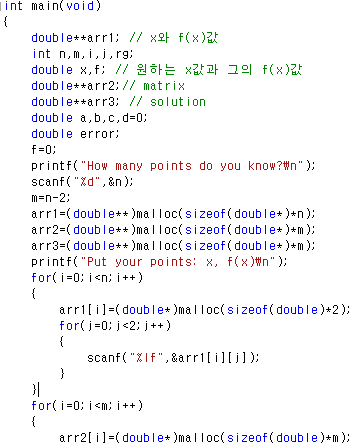 int main(void)
{
    double**arr1; // x와 f(x)값
    int n,m,i,j,rg;
    double x,f; // 원하는 x값과 그의 f(x)값
    double**arr2;// matrix
    double**arr3; // solution
    double a,b,c,d=0;
    double error;
    f=0;
    printf("How many points do you know?₩n");
    scanf("%d",&n);
    m=n-2;
    arr1=(double**)malloc(sizeof(double*)*n);
    arr2=(double**)malloc(sizeof(double*)*m);
    arr3=(double**)malloc(sizeof(double*)*m);
    printf("Put your points: x, f(x)₩n");
    for(i=0;i<n;i++)
    {
        arr1[i]=(double*)malloc(sizeof(double)*2);
        for(j=0;j<2;j++)
        {
            scanf("%lf",&arr1[i][j]);
        }
    }
    for(i=0;i<m;i++)
    {
        arr2[i]=(double*)malloc(sizeof(double)*m);